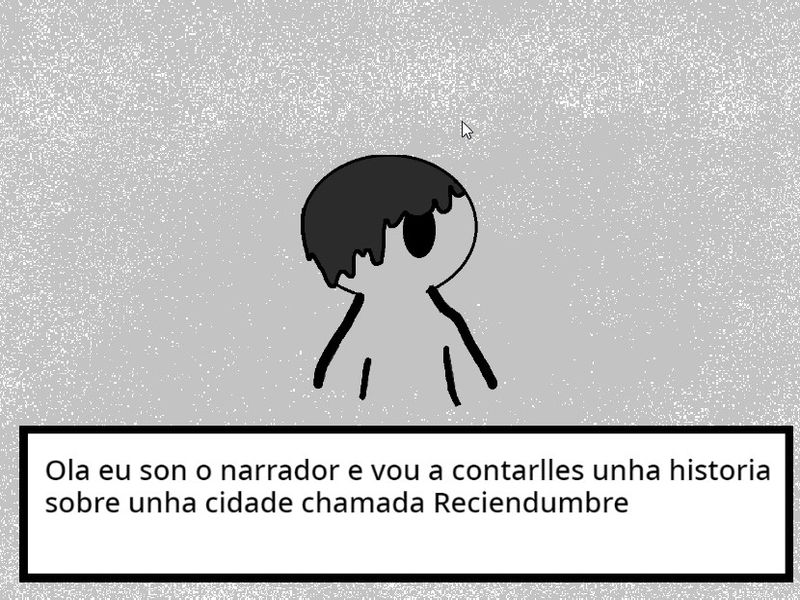 Ola eu son o narrador e vou a contarlles unha historia
sobre unha cidade chamada Reciendumbre